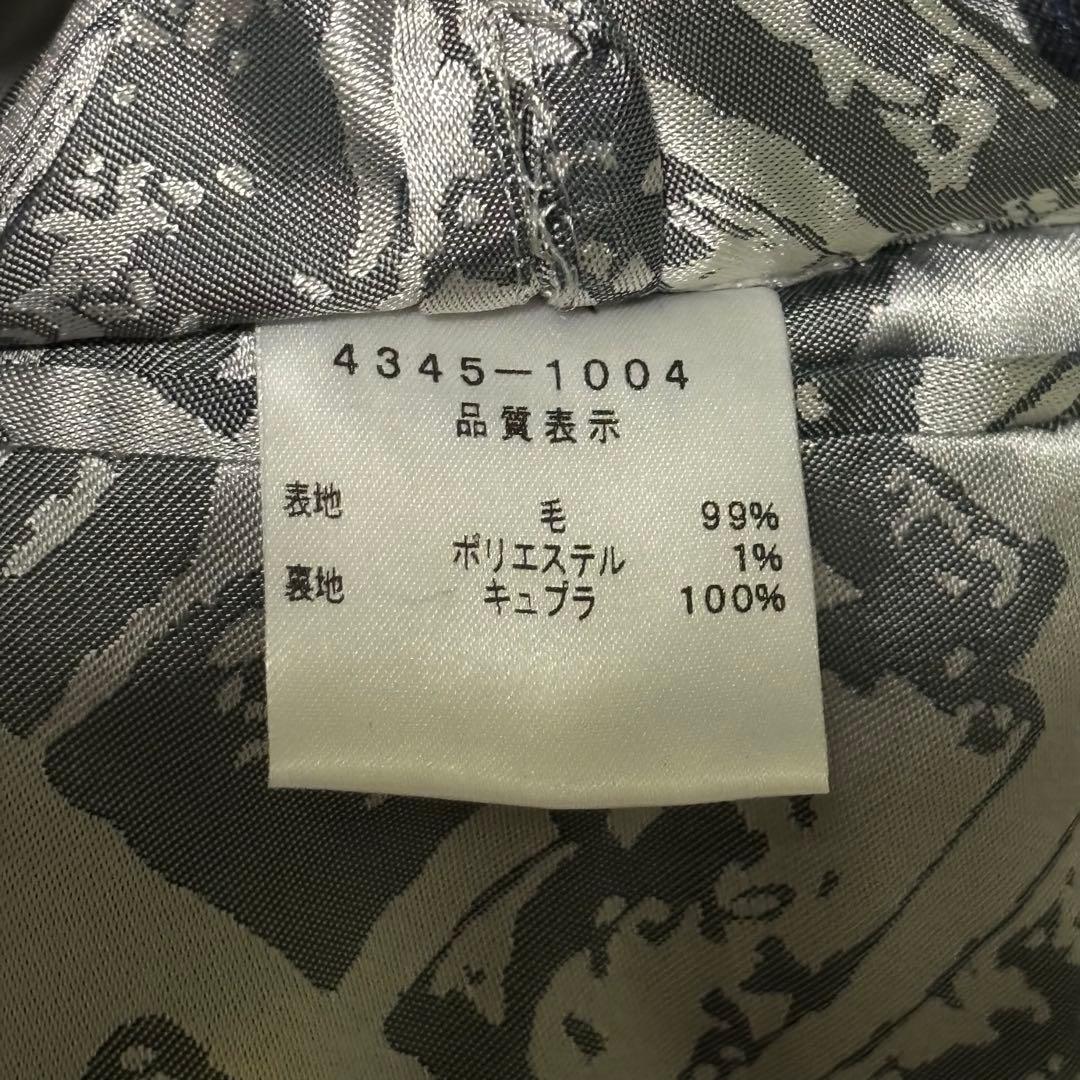 4345-1004
品質表示
表地 毛 99%
ポリエステル 1%
裏地 キュプラ 100%